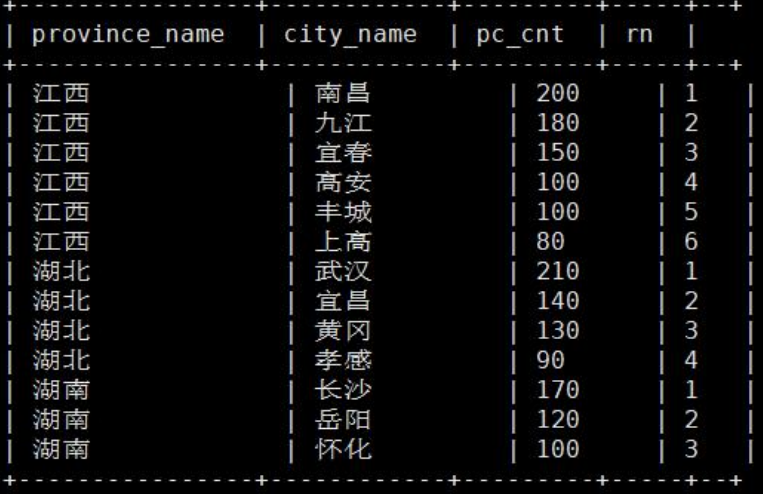 | province_name | city_name | pc_cnt | rn |
| 江西 | 南昌 | 200 | 1 |
| 江西 | 九江 | 180 | 2 |
| 江西 | 宜春 | 150 | 3 |
| 江西 | 高安 | 100 | 4 |
| 江西 | 丰城 | 100 | 5 |
| 江西 | 上高 | 80 | 6 |
| 湖北 | 武汉 | 210 | 1 |
| 湖北 | 宜昌 | 140 | 2 |
| 湖北 | 黄冈 | 130 | 3 |
| 湖北 | 孝感 | 90 | 4 |
| 湖南 | 长沙 | 170 | 1 |
| 湖南 | 岳阳 | 120 | 2 |
| 湖南 | 怀化 | 100 | 3 |